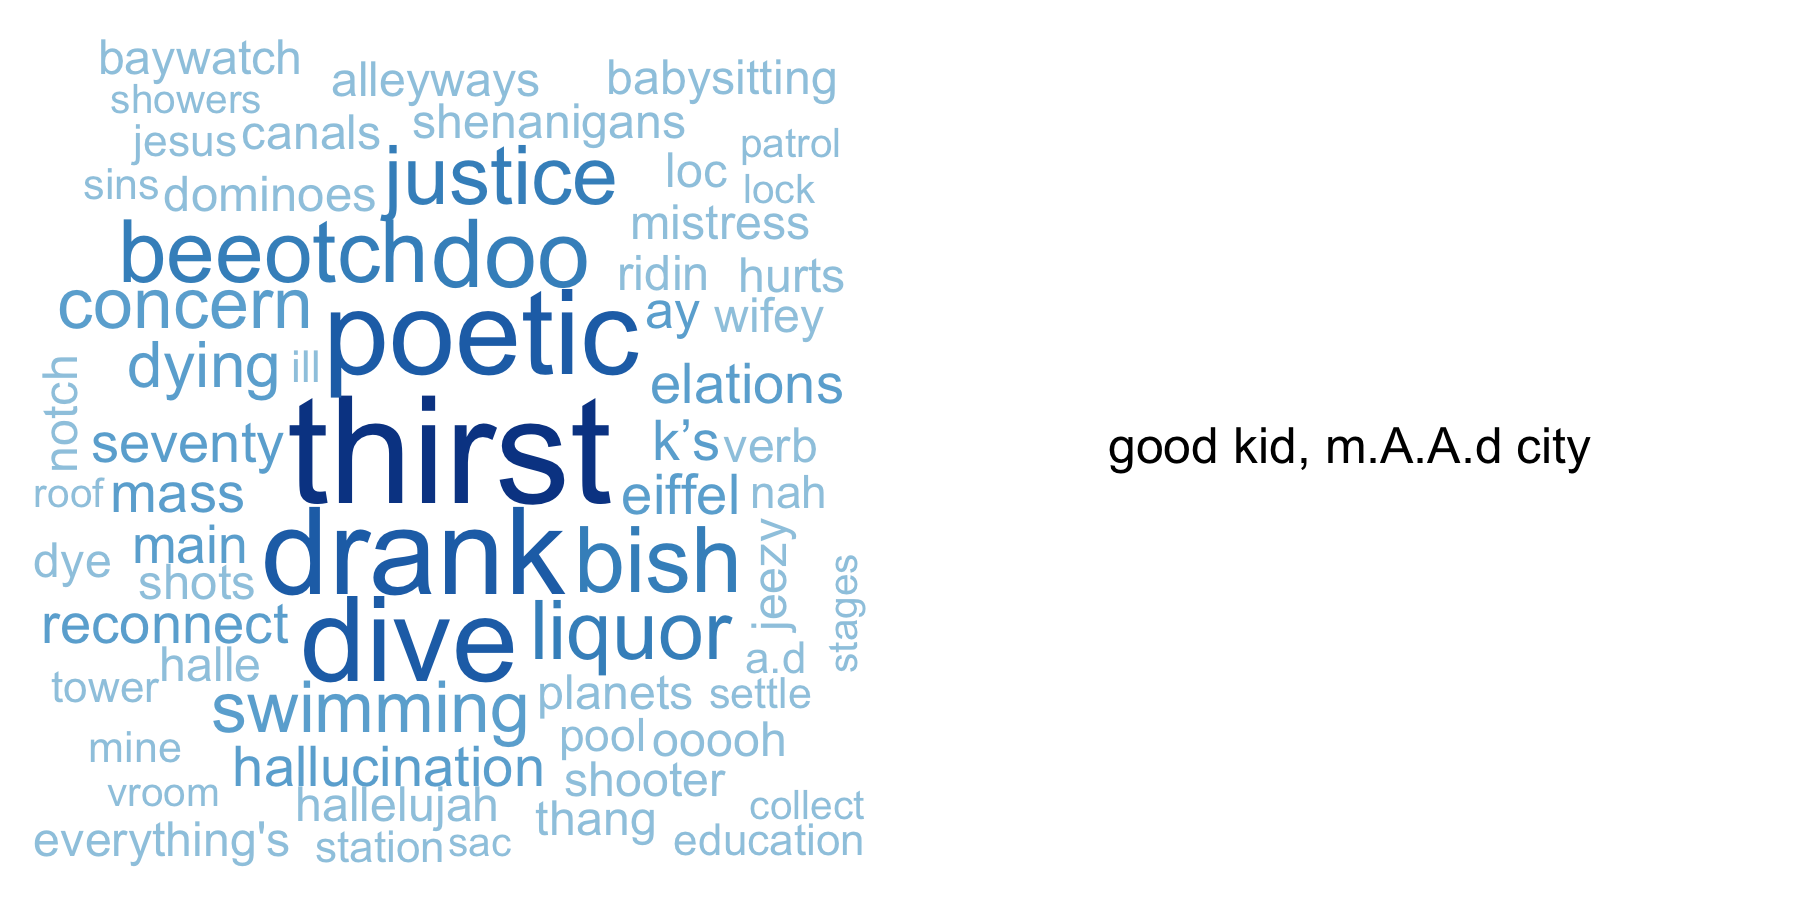 baywatch
alleyways
babysitting
showers
shenanigans
jesus
canals
patrol
justice
loc
lock
sins
dominoes
mistress
beeotch
doo
ridin
hurts
concern
poetic
ay
wifey
dying
ill
elations
notch
thirst
seventy
k’s
verb
roof
mass
eiffel
nah
drank
bish
jeezy
main
dye
shots
stages
reconnect
dive
liquor
a.d
halle
tower
swimming
planets
settle
mine
pool
ooooh
hallucination
shooter
vroom
hallelujah
thang
collect
everything's
station
sac
education
good kid, m.A.A.d city